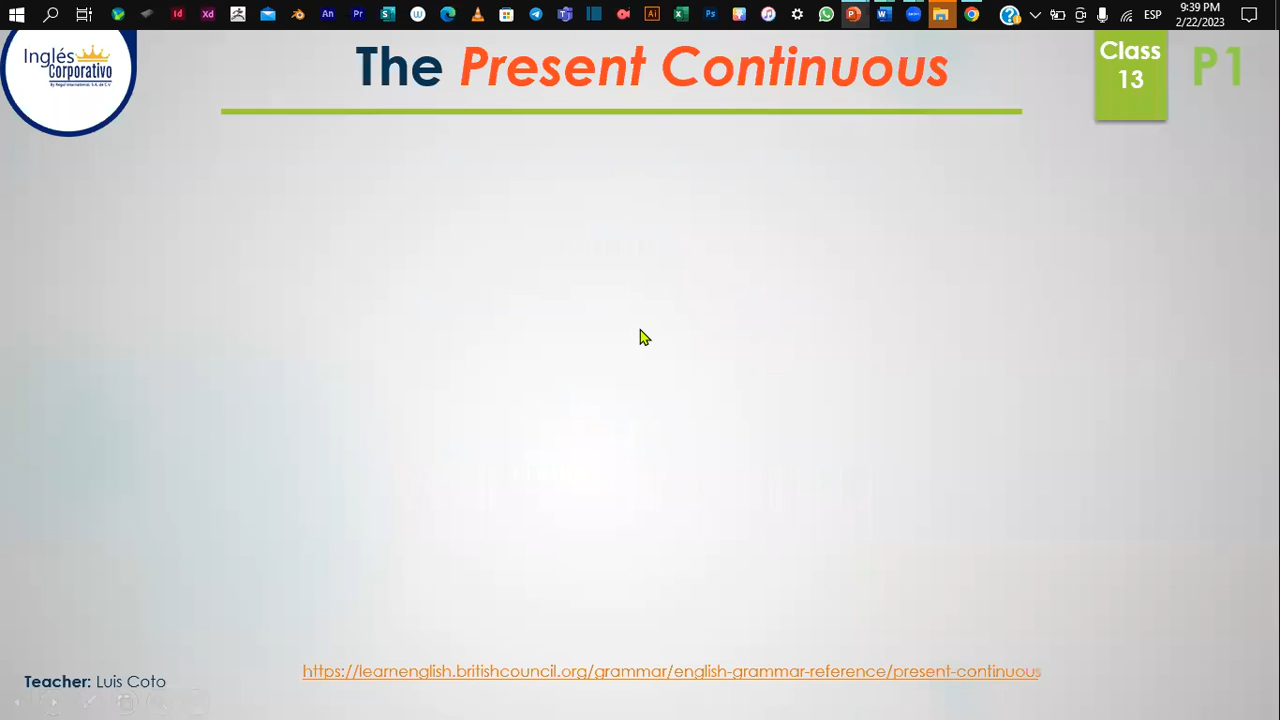 ESP
9:39 PM
2/22/2023
Inglés
Corporativo
The Present Continuous
Class
13
P1
https://learnenglish.britishcouncil.org/grammar/english-grammar-reference/present-continuous
Teacher: Luis Coto